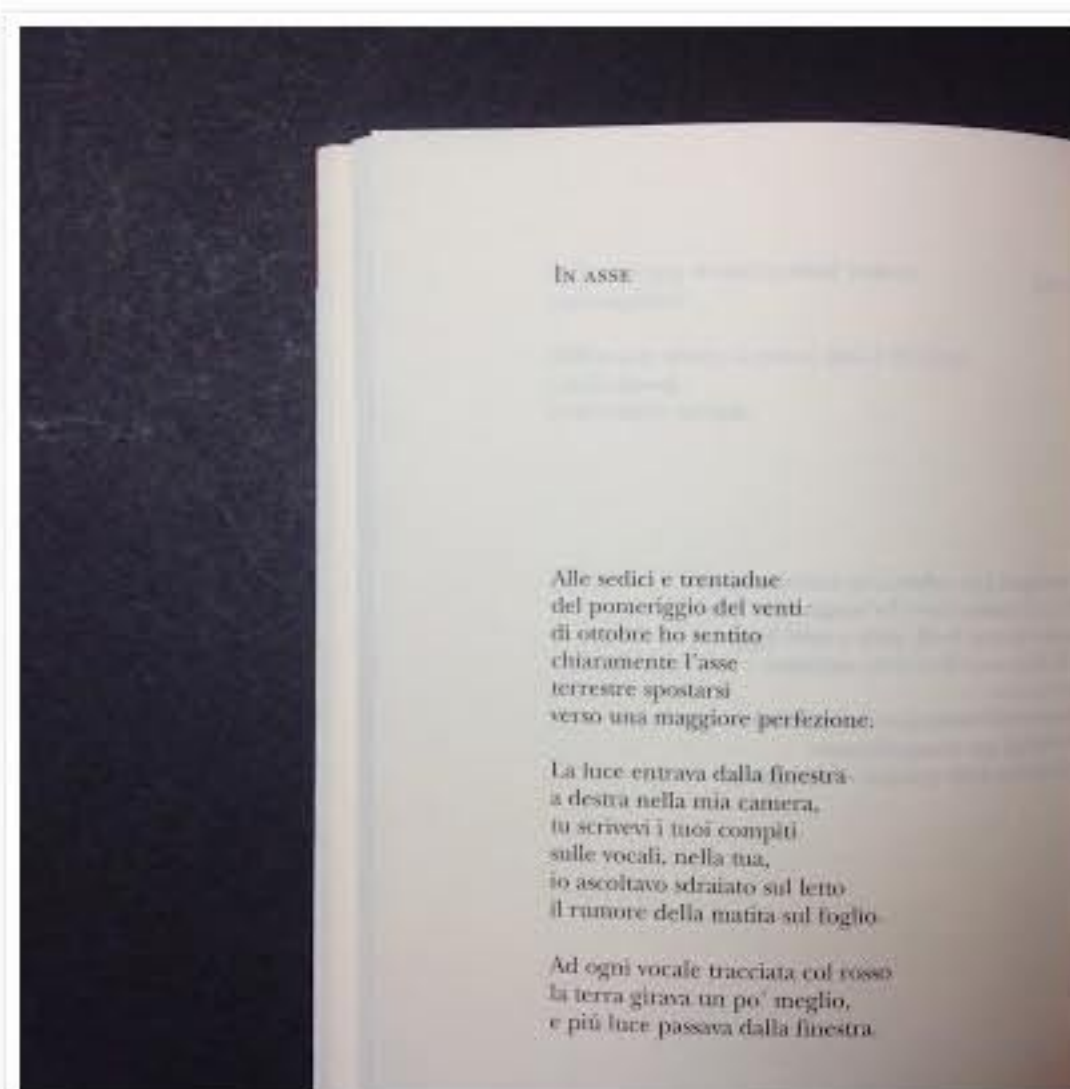 IN ASSE
Alle sedici e trentadue
del pomeriggio del venti
di ottobre ho sentito
chiaramente l'asse
terrestre spostarsi
verso una maggiore perfezione.
La luce entrava dalla finestra
a destra nella mia camera,
tu scrivevi i tuoi compiti
sulle vocali, nella tua,
io ascoltavo sdraiato sul letto
il rumore della matita sul foglio
Ad ogni vocale tracciata col rosso
la terra girava un po' meglio,
e piú luce passava dalla finestra